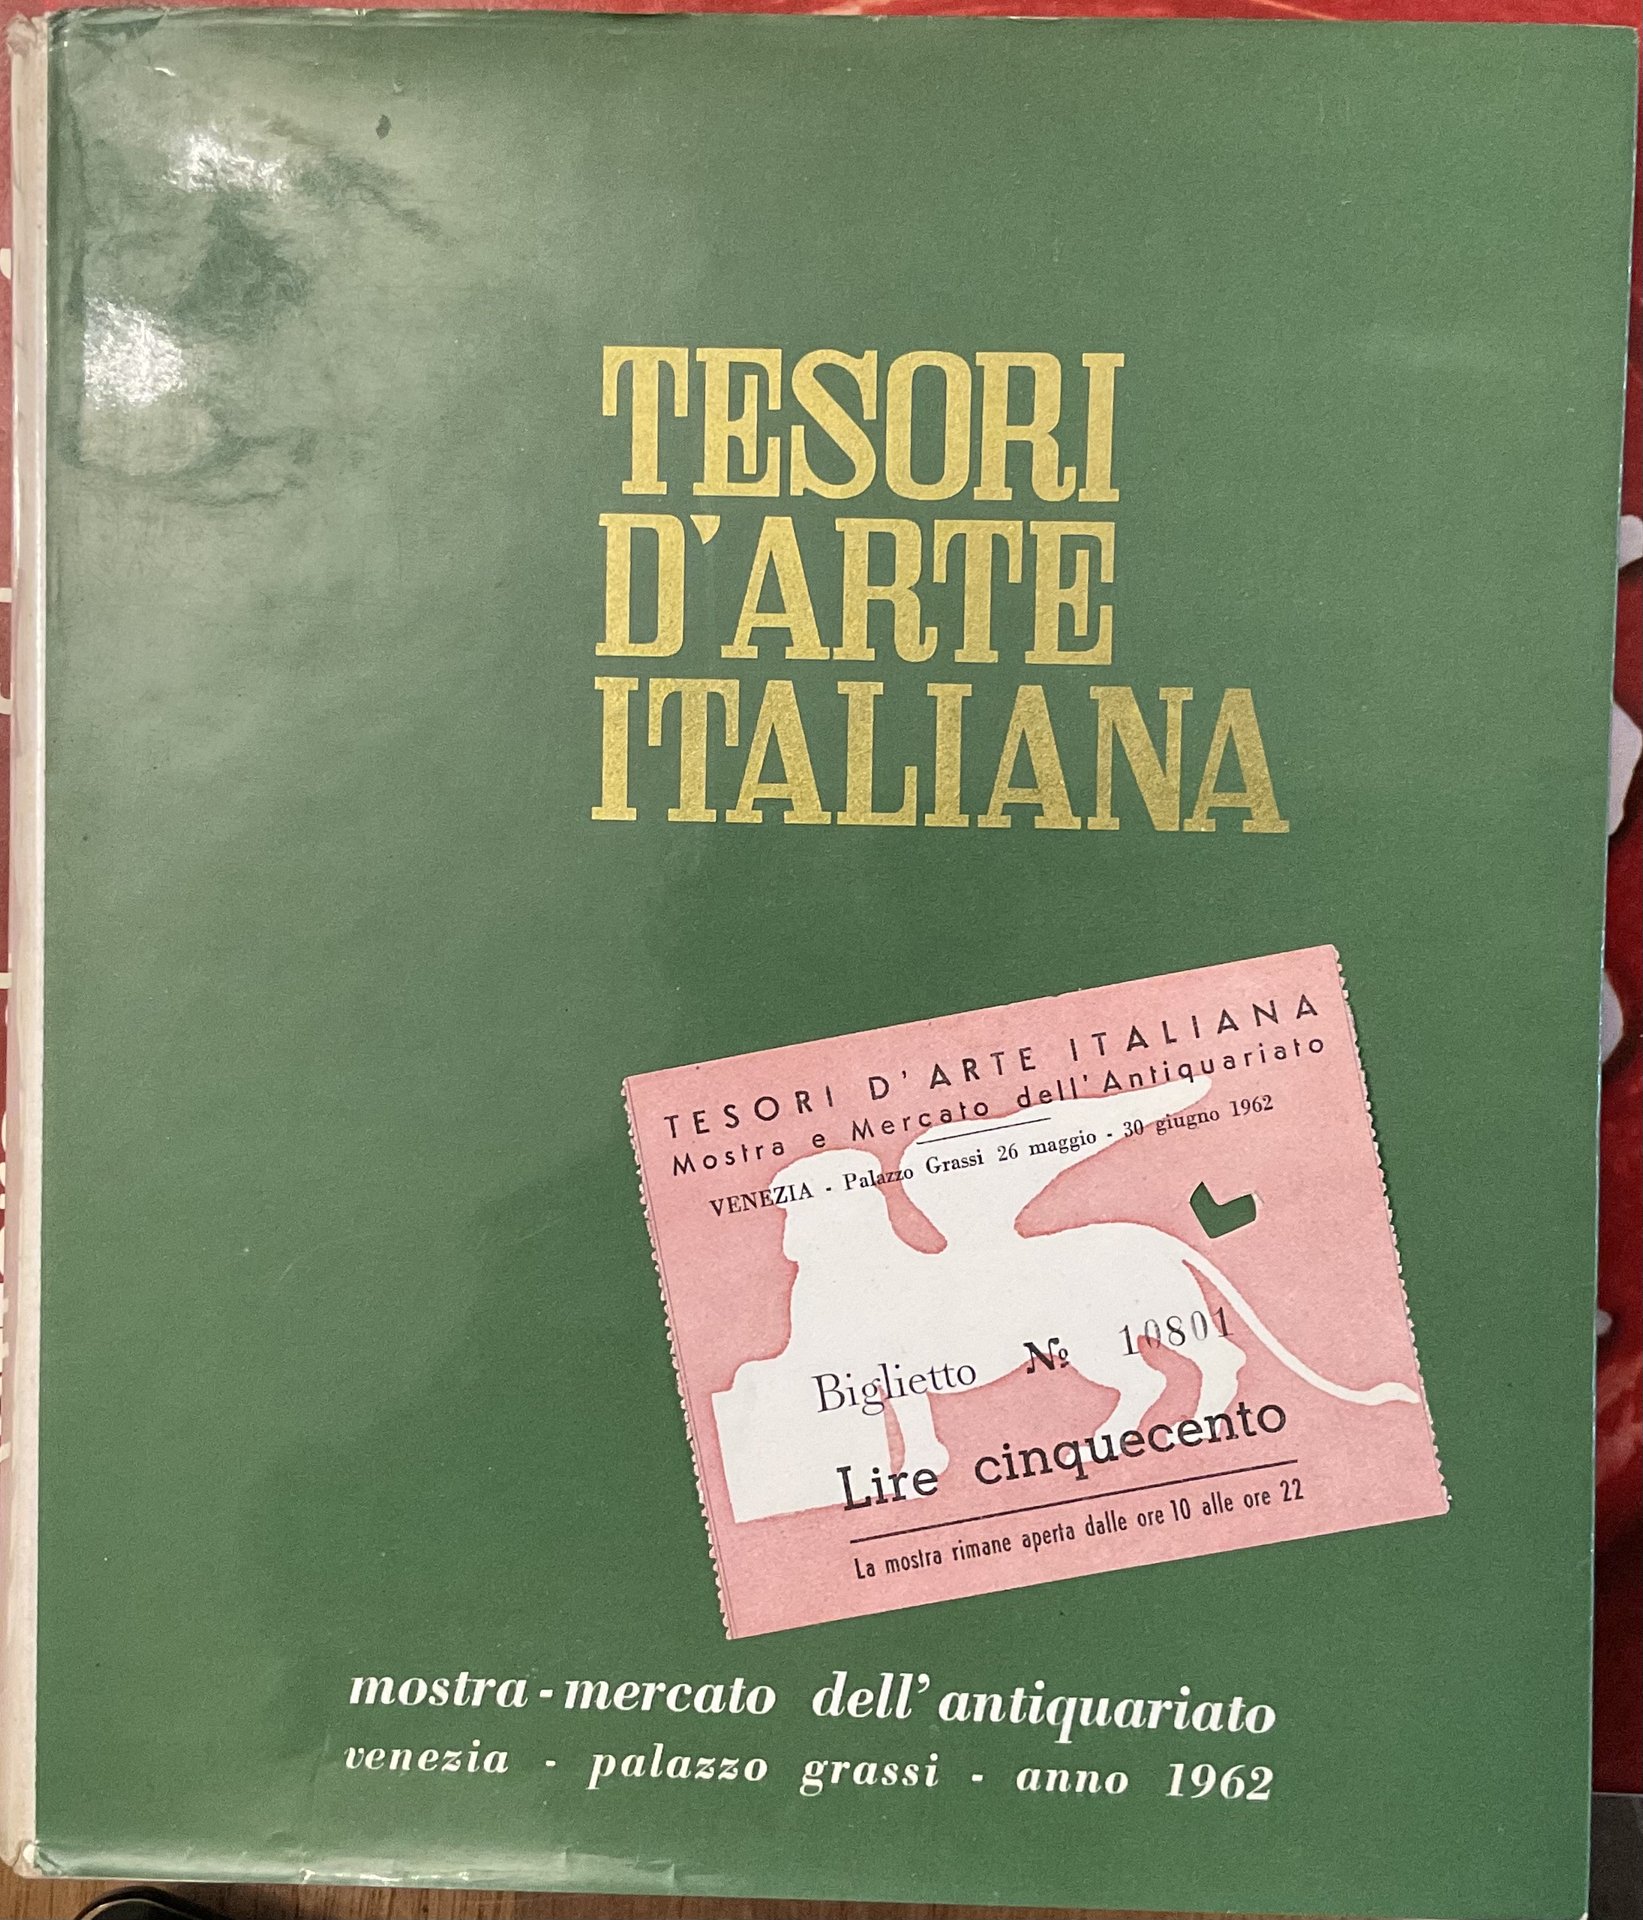 TESORI
D'ARTE
ITALIANA
TESORI D'ARTE ITALIANA
Mostra e Mercato dell'Antiquariato
VENEZIA - Palazzo Grassi 26 maggio - 30 giugno 1962
Biglietto Nº 10801
Lire cinquecento
La mostra rimane aperta dalle ore 10 alle ore 22
mostra-mercato dell'antiquariato
venezia - palazzo grassi - anno 1962